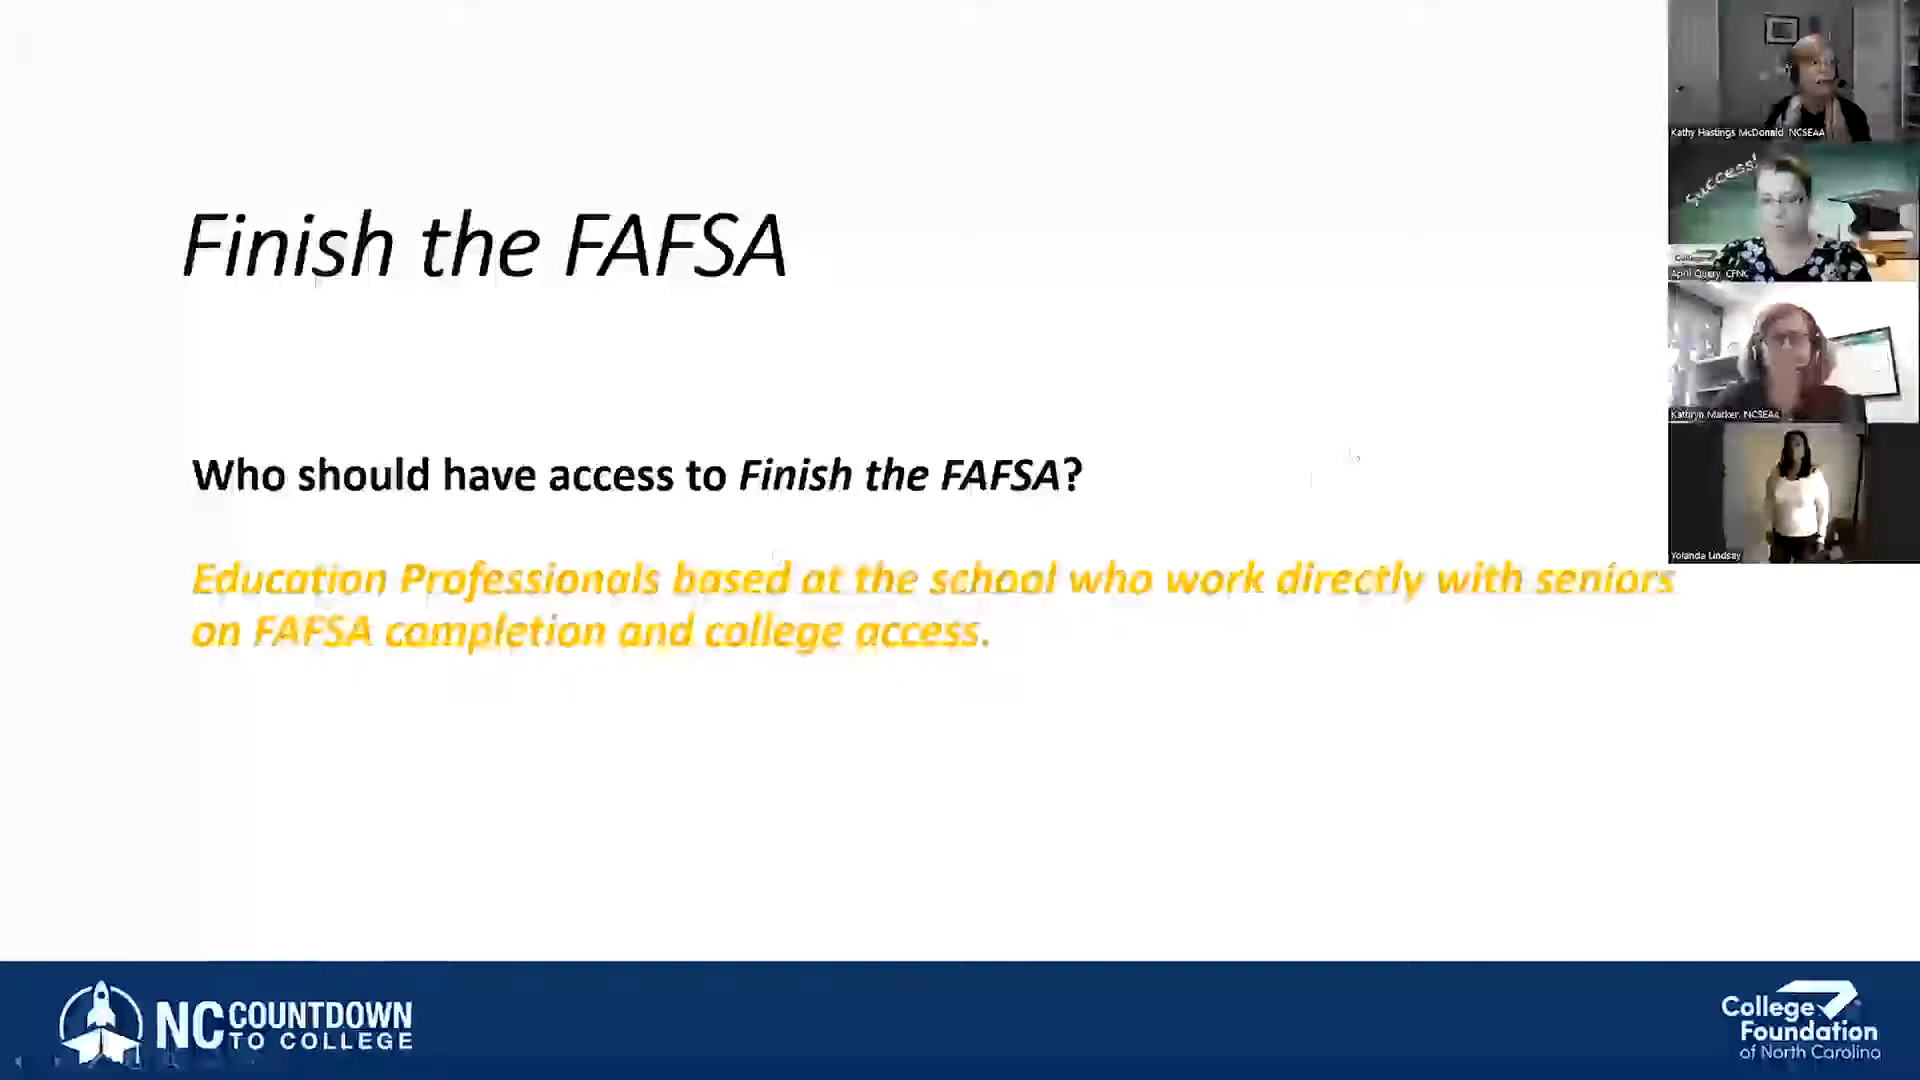 Finish the FAFSA
Who should have access to Finish the FAFSA?
Education Professionals based at the school who work directly with seniors
on FAFSA completion and college access.
Kathy Hastings McDonald, NCSEAA
Success!
April Query, CFNC
Kathryn Marker, NCSEAA
Yolanda Lindsay
NC COUNTDOWN
TO COLLEGE
College
Foundation
of North Carolina